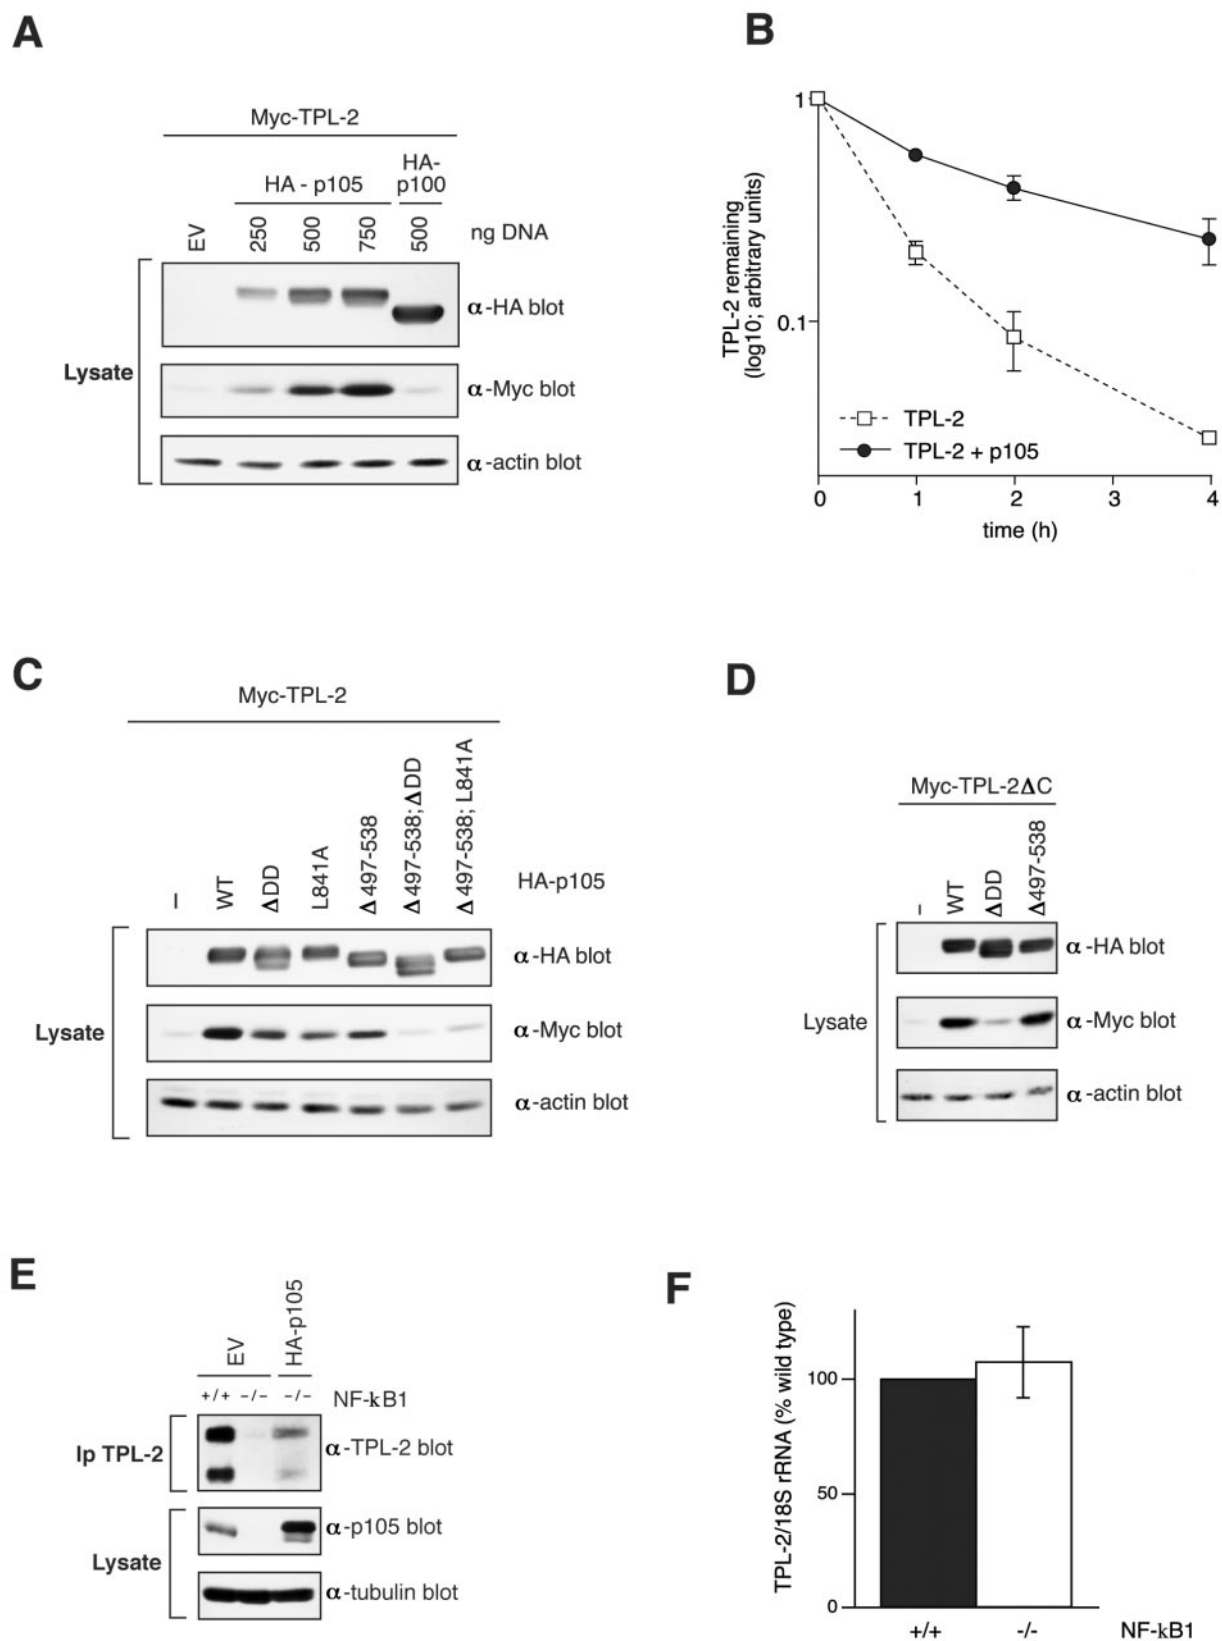 A
Myc-TPL-2
HA - p105
HA-
p100
EV
250
500
750
500
ng DNA
α-HA blot
Lysate
α-Myc blot
α-actin blot
B
TPL-2 remaining
(log10; arbitrary units)
1
0.1
TPL-2
TPL-2 + p105
0 1 2 3 4
time (h)
C
Myc-TPL-2
–
WT
ΔDD
L841A
Δ497-538
Δ497-538; ΔDD
Δ497-538; L841A
HA-p105
α-HA blot
Lysate
α-Myc blot
α-actin blot
D
Myc-TPL-2ΔC
–
WT
ΔDD
Δ497-538
α-HA blot
Lysate
α-Myc blot
α-actin blot
E
EV
HA-p105
+/+ -/- -/- NF-kB1
Ip TPL-2
α-TPL-2 blot
α-p105 blot
Lysate
α-tubulin blot
F
TPL-2/18S rRNA (% wild type)
100
50
0
+/+ -/- NF-kB1